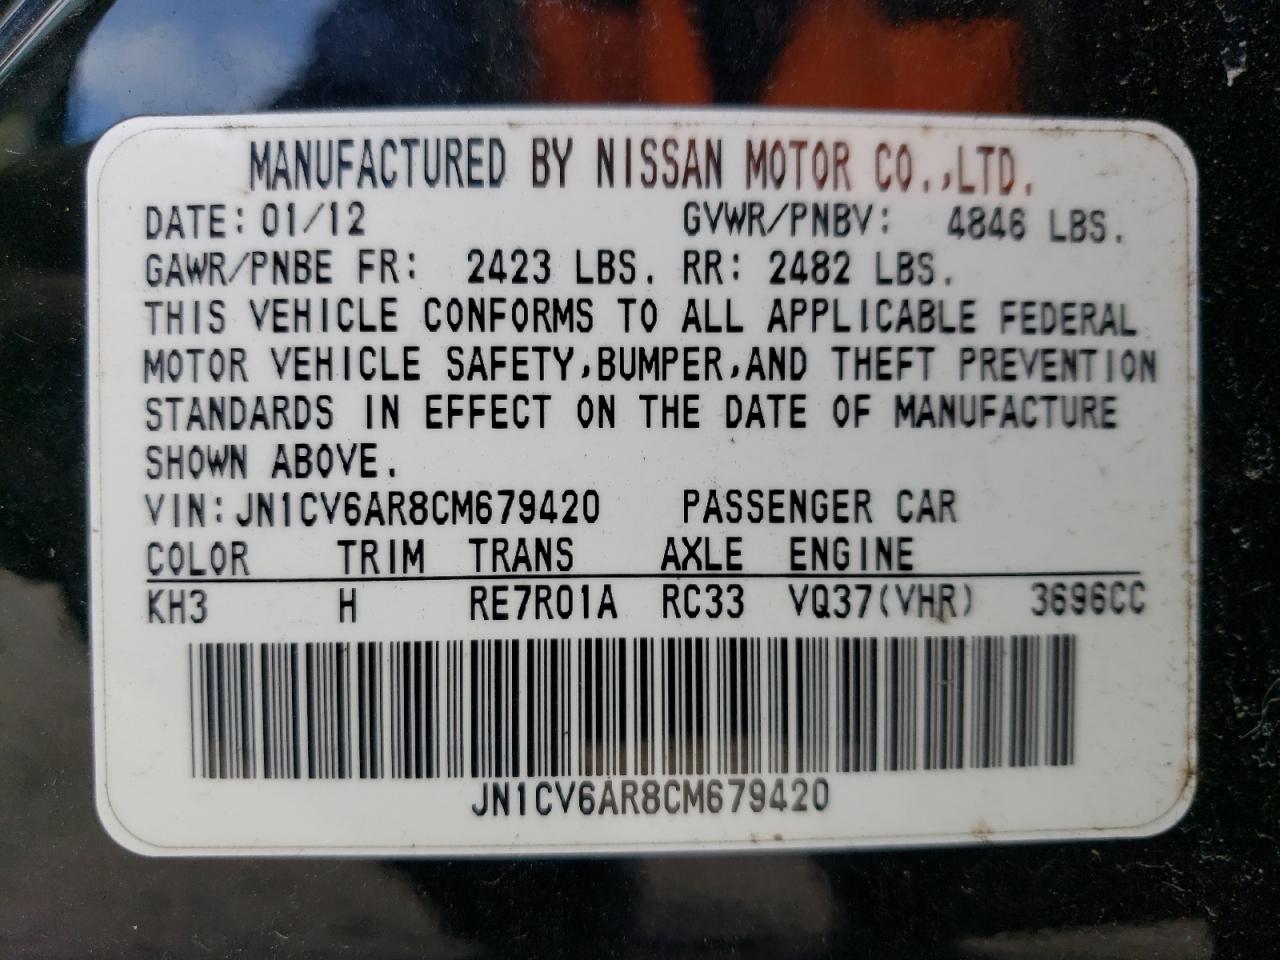 MANUFACTURED BY NISSAN MOTOR CO.,LTD.
DATE: 01/12 GVWR/PNBV: 4846 LBS.
GAWR/PNBE FR: 2423 LBS. RR: 2482 LBS.
THIS VEHICLE CONFORMS TO ALL APPLICABLE FEDERAL
MOTOR VEHICLE SAFETY,BUMPER,AND THEFT PREVENTION
STANDARDS IN EFFECT ON THE DATE OF MANUFACTURE
SHOWN ABOVE.
VIN:JN1CV6AR8CM679420 PASSENGER CAR
COLOR TRIM TRANS AXLE ENGINE
KH3 H RE7R01A RC33 VQ37(VHR) 3696CC
JN1CV6AR8CM679420